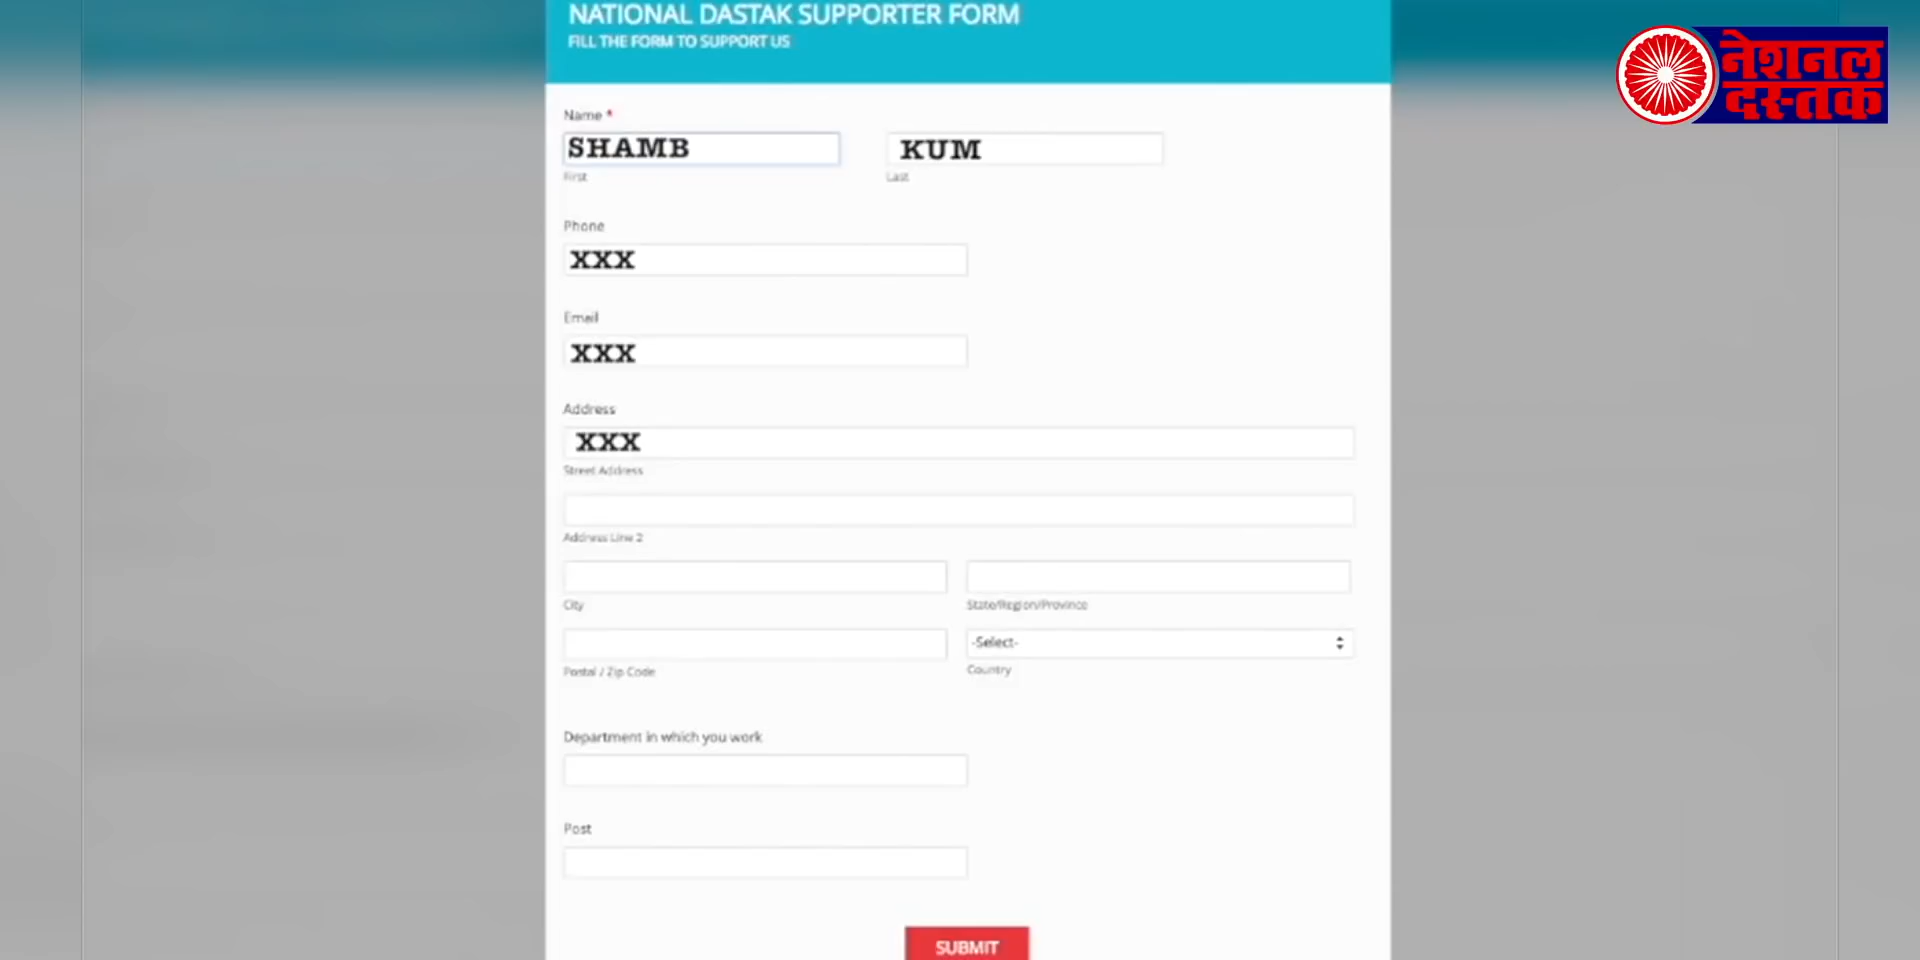 NATIONAL DASTAK SUPPORTER FORM
FILL THE FORM TO SUPPORT US
नेशनल
दस्तक
Name *
SHAMB KUM
First Last
Phone
XXX
Email
XXX
Address
XXX
Street Address
Address Line 2
City State/Region/Province
-Select-
Postal / Zip Code Country
Department in which you work
Post
SUBMIT